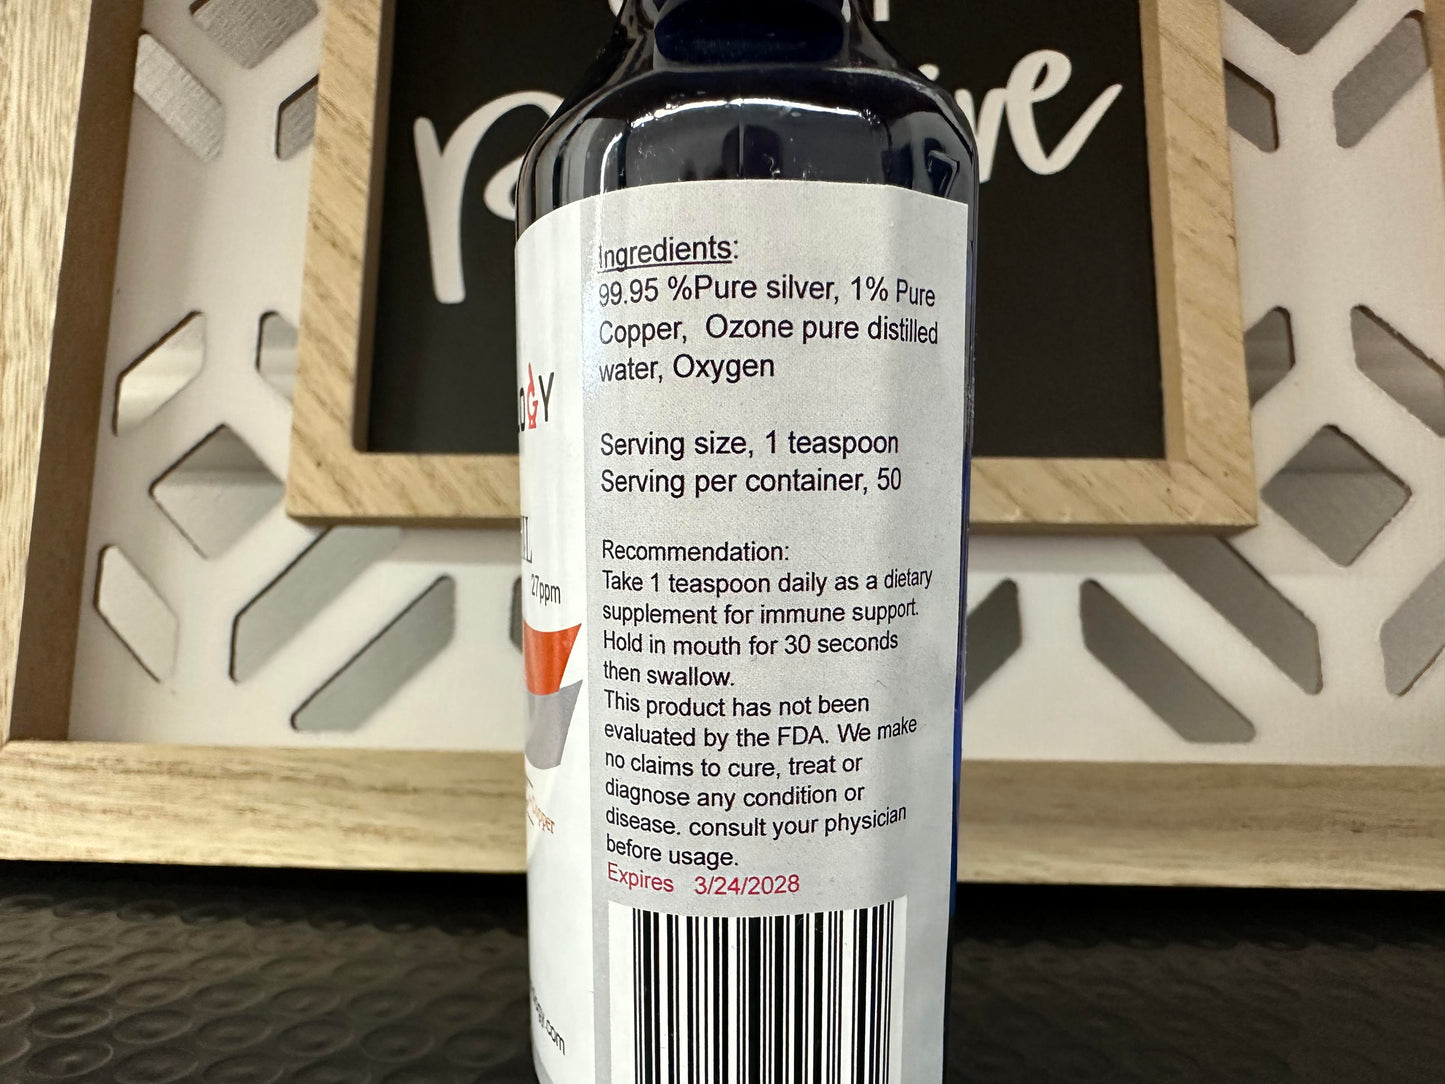 Ingredients:
99.95 %Pure silver, 1% Pure
Copper, Ozone pure distilled
water, Oxygen
Serving size, 1 teaspoon
Serving per container, 50
Recommendation:
Take 1 teaspoon daily as a dietary
supplement for immune support.
Hold in mouth for 30 seconds
then swallow.
This product has not been
evaluated by the FDA. We make
no claims to cure, treat or
diagnose any condition or
disease. consult your physician
before usage.
Expires 3/24/2028
27ppm